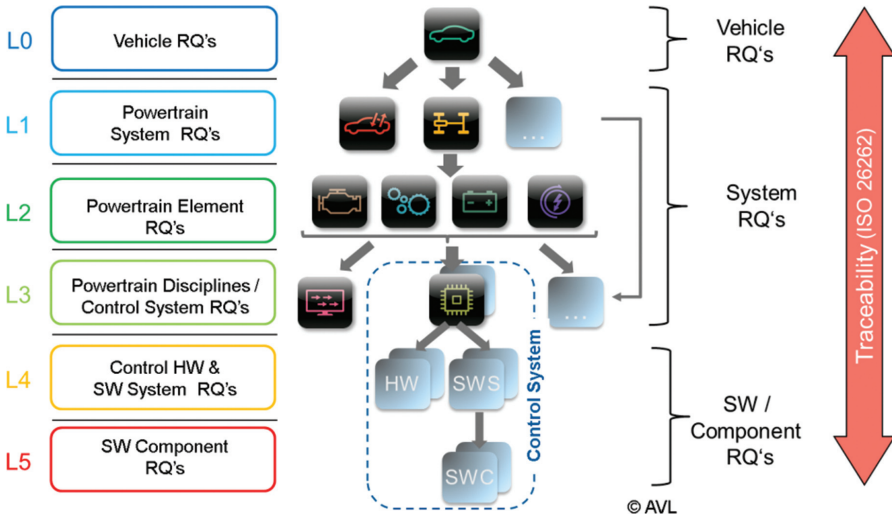 L0
Vehicle RQ's
Vehicle
RQ's
L1
Powertrain
System RQ's
...
L2
Powertrain Element
RQ's
System
RQ's
L3
Powertrain Disciplines /
Control System RQ's
...
L4
Control HW &
SW System RQ's
HW
SWS
Control System
SW /
Component
RQ's
L5
SW Component
RQ's
SWC
Traceability (ISO 26262)
© AVL